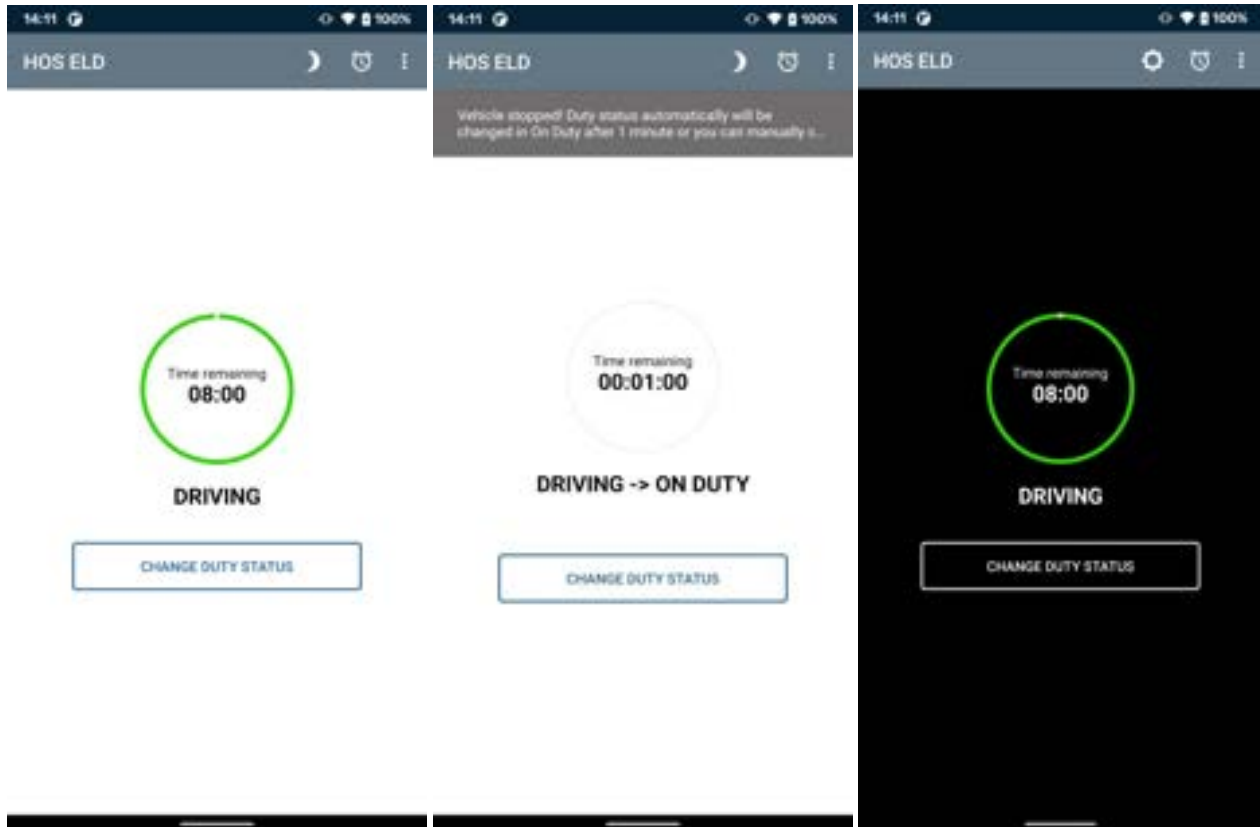 14:11
100%
HOS ELD
Time remaining
08:00
DRIVING
CHANGE DUTY STATUS
14:11
100%
HOS ELD
Vehicle stopped! Duty status automatically will be
changed in On Duty after 1 minute or you can manually s...
Time remaining
00:01:00
DRIVING -> ON DUTY
CHANGE DUTY STATUS
14:11
100%
HOS ELD
Time remaining
08:00
DRIVING
CHANGE DUTY STATUS